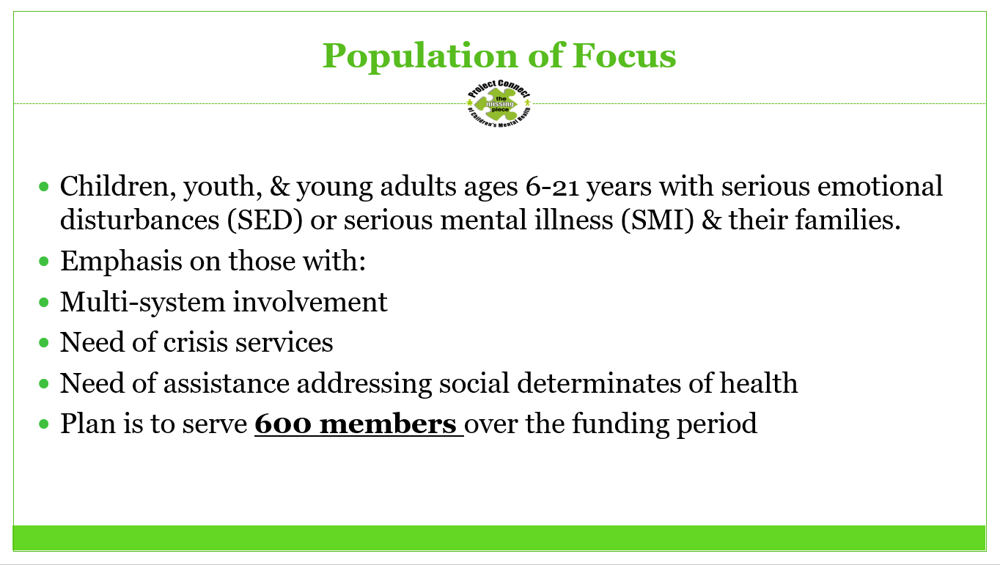 Population of Focus
Project Connect
the
missing
piece
of Children's Mental Health
• Children, youth, & young adults ages 6-21 years with serious emotional
disturbances (SED) or serious mental illness (SMI) & their families.
• Emphasis on those with:
• Multi-system involvement
• Need of crisis services
• Need of assistance addressing social determinates of health
• Plan is to serve 600 members over the funding period